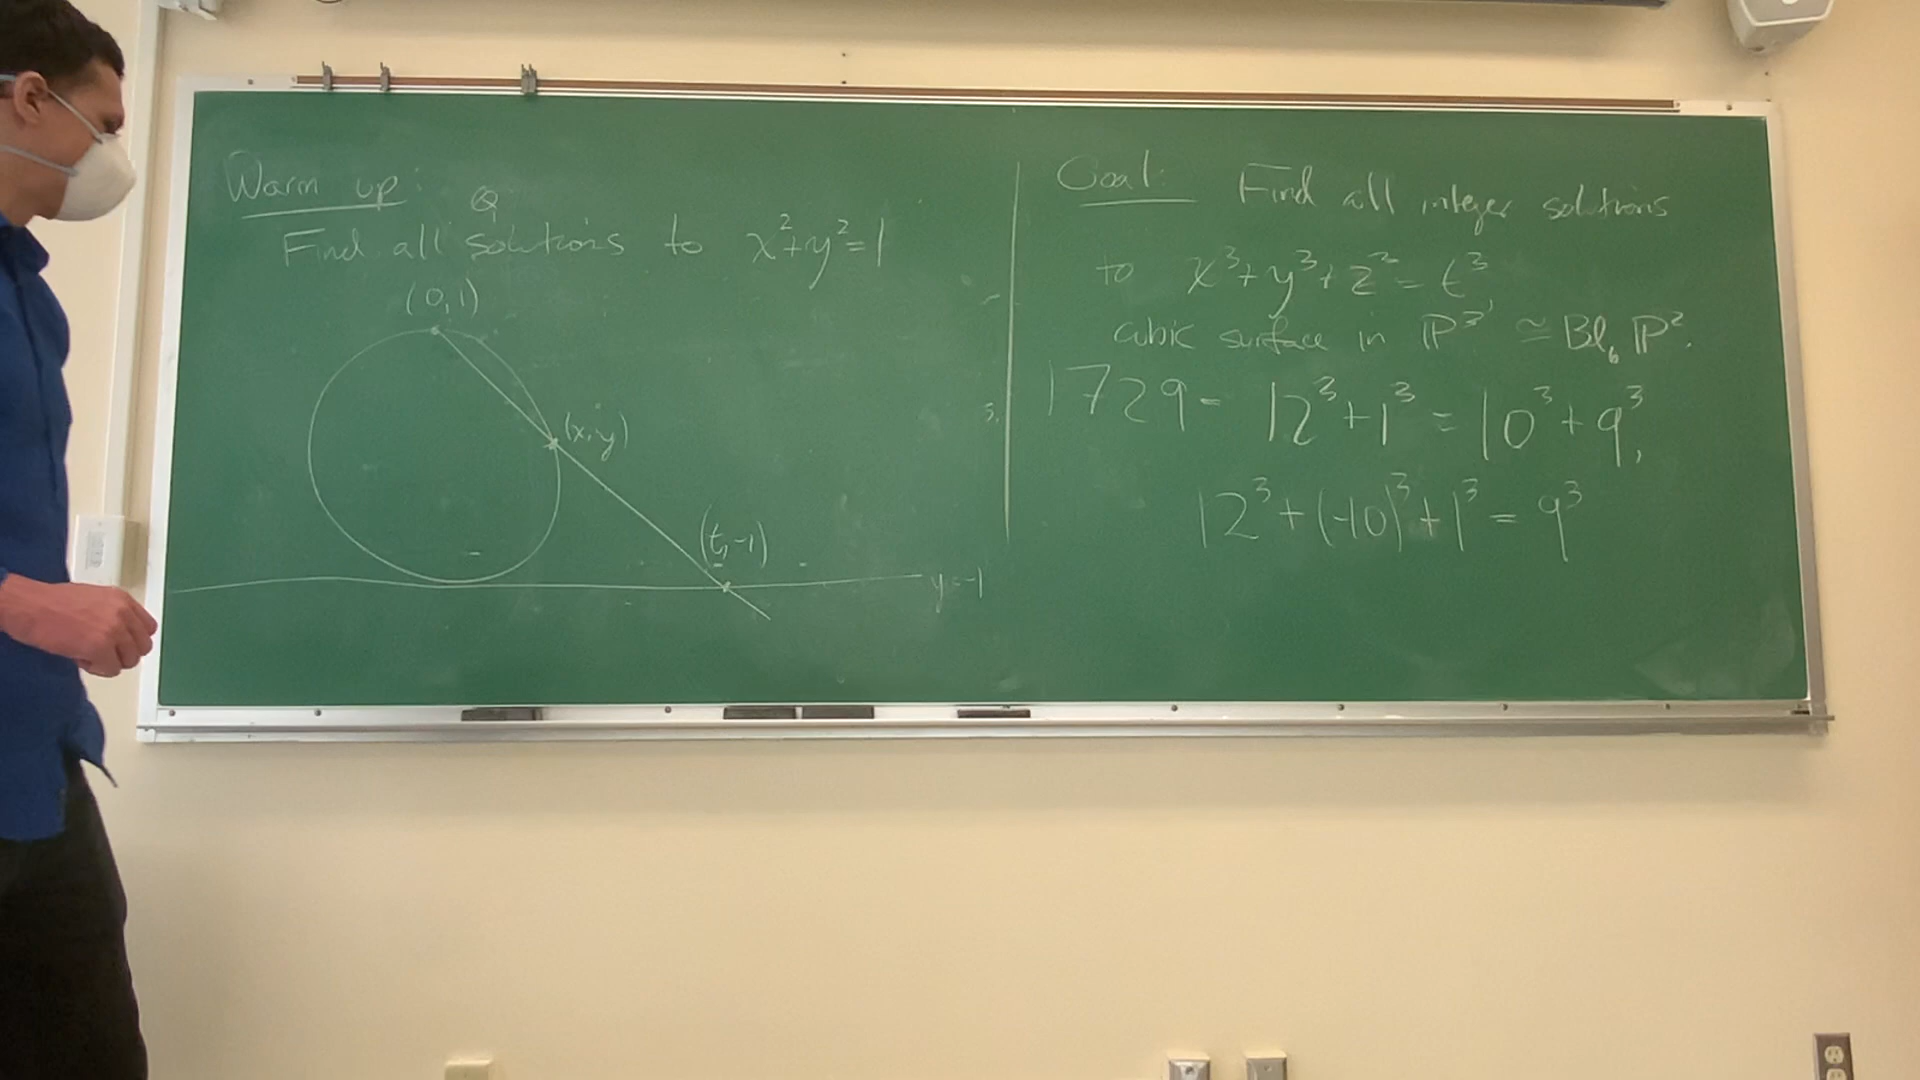 Warm up:
Q
Find all solutions to x²+y²=1
(0,1)
(x,y)
(t,-1)
y=-1
Goal: Find all integer solutions
to x³+y³+z³=t³
cubic surface in ℙ³, ≃ Bl₆ ℙ².
1729= 12³+1³ = 10³+9³,
12³+(-10)³+1³ = 9³